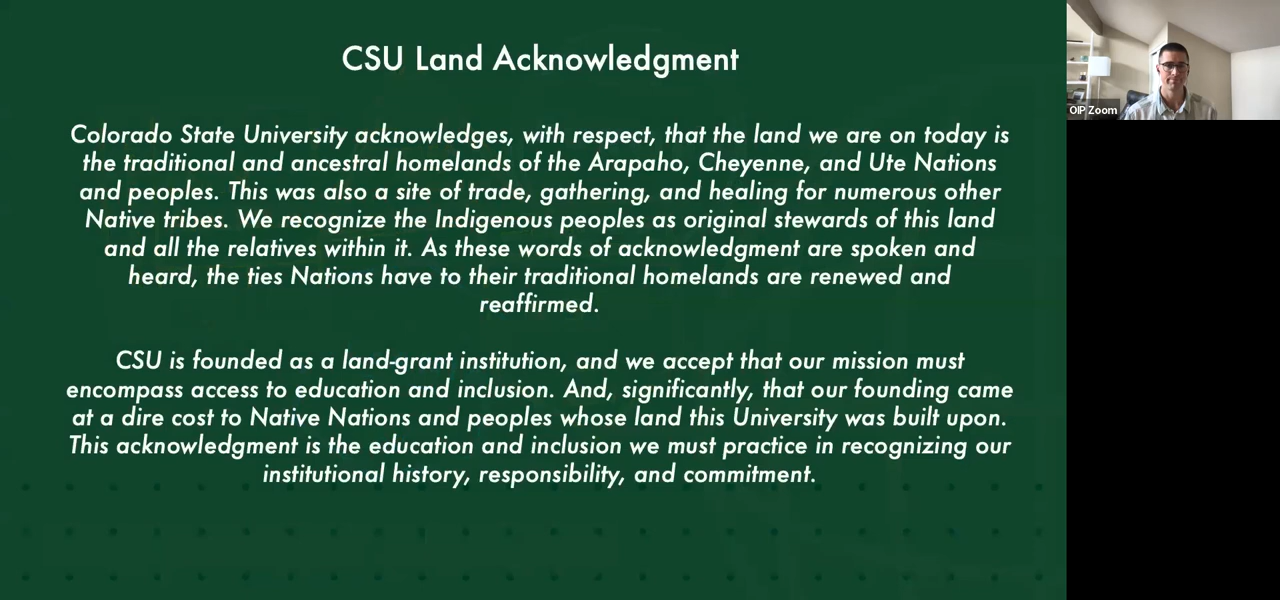 CSU Land Acknowledgment
Colorado State University acknowledges, with respect, that the land we are on today is
the traditional and ancestral homelands of the Arapaho, Cheyenne, and Ute Nations
and peoples. This was also a site of trade, gathering, and healing for numerous other
Native tribes. We recognize the Indigenous peoples as original stewards of this land
and all the relatives within it. As these words of acknowledgment are spoken and
heard, the ties Nations have to their traditional homelands are renewed and
reaffirmed.
CSU is founded as a land-grant institution, and we accept that our mission must
encompass access to education and inclusion. And, significantly, that our founding came
at a dire cost to Native Nations and peoples whose land this University was built upon.
This acknowledgment is the education and inclusion we must practice in recognizing our
institutional history, responsibility, and commitment.
OIP Zoom